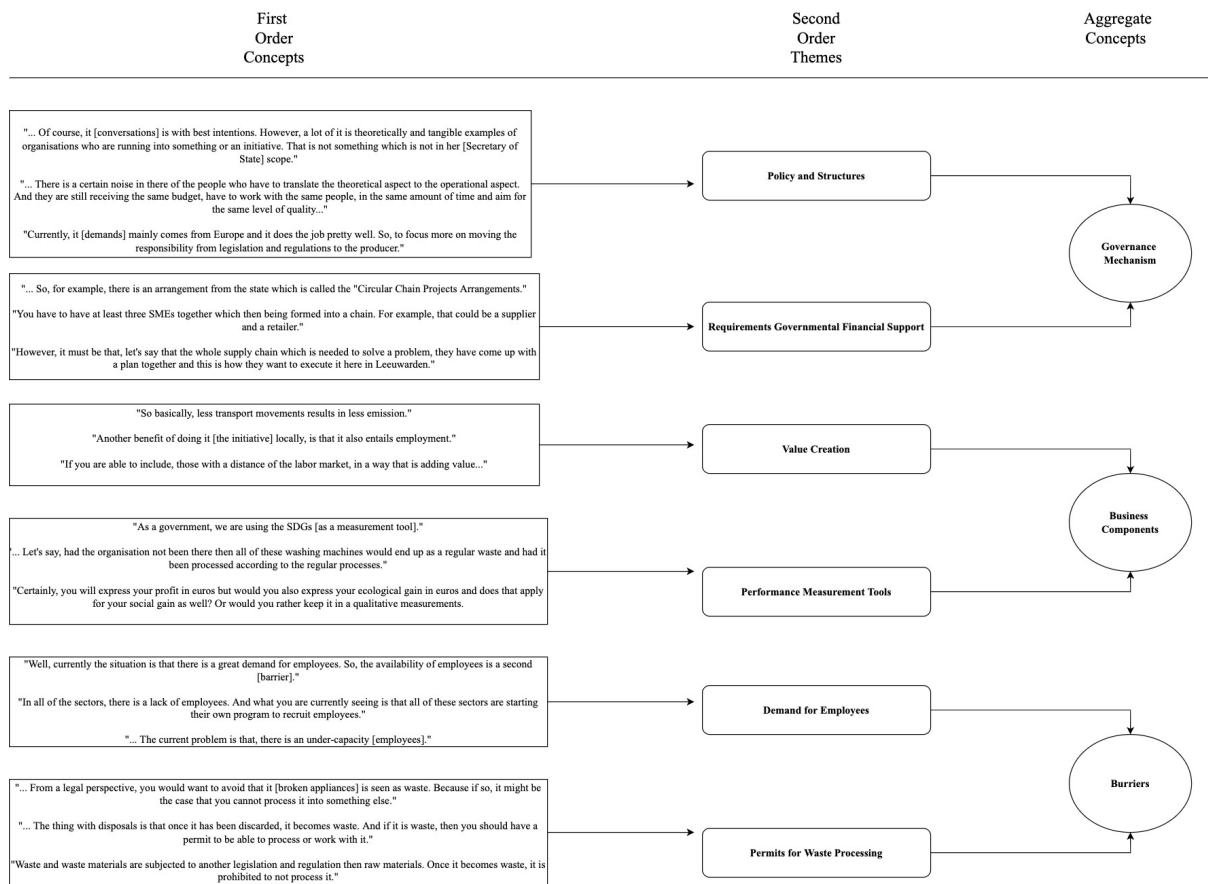 First
Order
Concepts
Second
Order
Themes
Aggregate
Concepts
"... Of course, it [conversations] is with best intentions. However, a lot of it is theoretically and tangible examples of
organisations who are running into something or an initiative. That is not something which is not in her [Secretary of
State] scope."
"... There is a certain noise in there of the people who have to translate the theoretical aspect to the operational aspect.
And they are still receiving the same budget, have to work with the same people, in the same amount of time and aim for
the same level of quality..."
"Currently, it [demands] mainly comes from Europe and it does the job pretty well. So, to focus more on moving the
responsibility from legislation and regulations to the producer."
Policy and Structures
Governance
Mechanism
"... So, for example, there is an arrangement from the state which is called the "Circular Chain Projects Arrangements."
"You have to have at least three SMEs together which then being formed into a chain. For example, that could be a supplier
and a retailer."
"However, it must be that, let's say that the whole supply chain which is needed to solve a problem, they have come up with
a plan together and this is how they want to execute it here in Leeuwarden."
Requirements Governmental Financial Support
"So basically, less transport movements results in less emission."
"Another benefit of doing it [the initiative] locally, is that it also entails employment."
"If you are able to include, those with a distance of the labor market, in a way that is adding value..."
Value Creation
Business
Components
"As a government, we are using the SDGs [as a measurement tool]."
"... Let's say, had the organisation not been there then all of these washing machines would end up as a regular waste and had it
been processed according to the regular processes."
"Certainly, you will express your profit in euros but would you also express your ecological gain in euros and does that apply
for your social gain as well? Or would you rather keep it in a qualitative measurements.
Performance Measurement Tools
"Well, currently the situation is that there is a great demand for employees. So, the availability of employees is a second
[barrier]."
"In all of the sectors, there is a lack of employees. And what you are currently seeing is that all of these sectors are starting
their own program to recruit employees."
"... The current problem is that, there is an under-capacity [employees]."
Demand for Employees
Burriers
"... From a legal perspective, you would want to avoid that it [broken appliances] is seen as waste. Because if so, it might be
the case that you cannot process it into something else."
"... The thing with disposals is that once it has been discarded, it becomes waste. And if it is waste, then you should have a
permit to be able to process or work with it."
"Waste and waste materials are subjected to another legislation and regulation then raw materials. Once it becomes waste, it is
prohibited to not process it."
Permits for Waste Processing